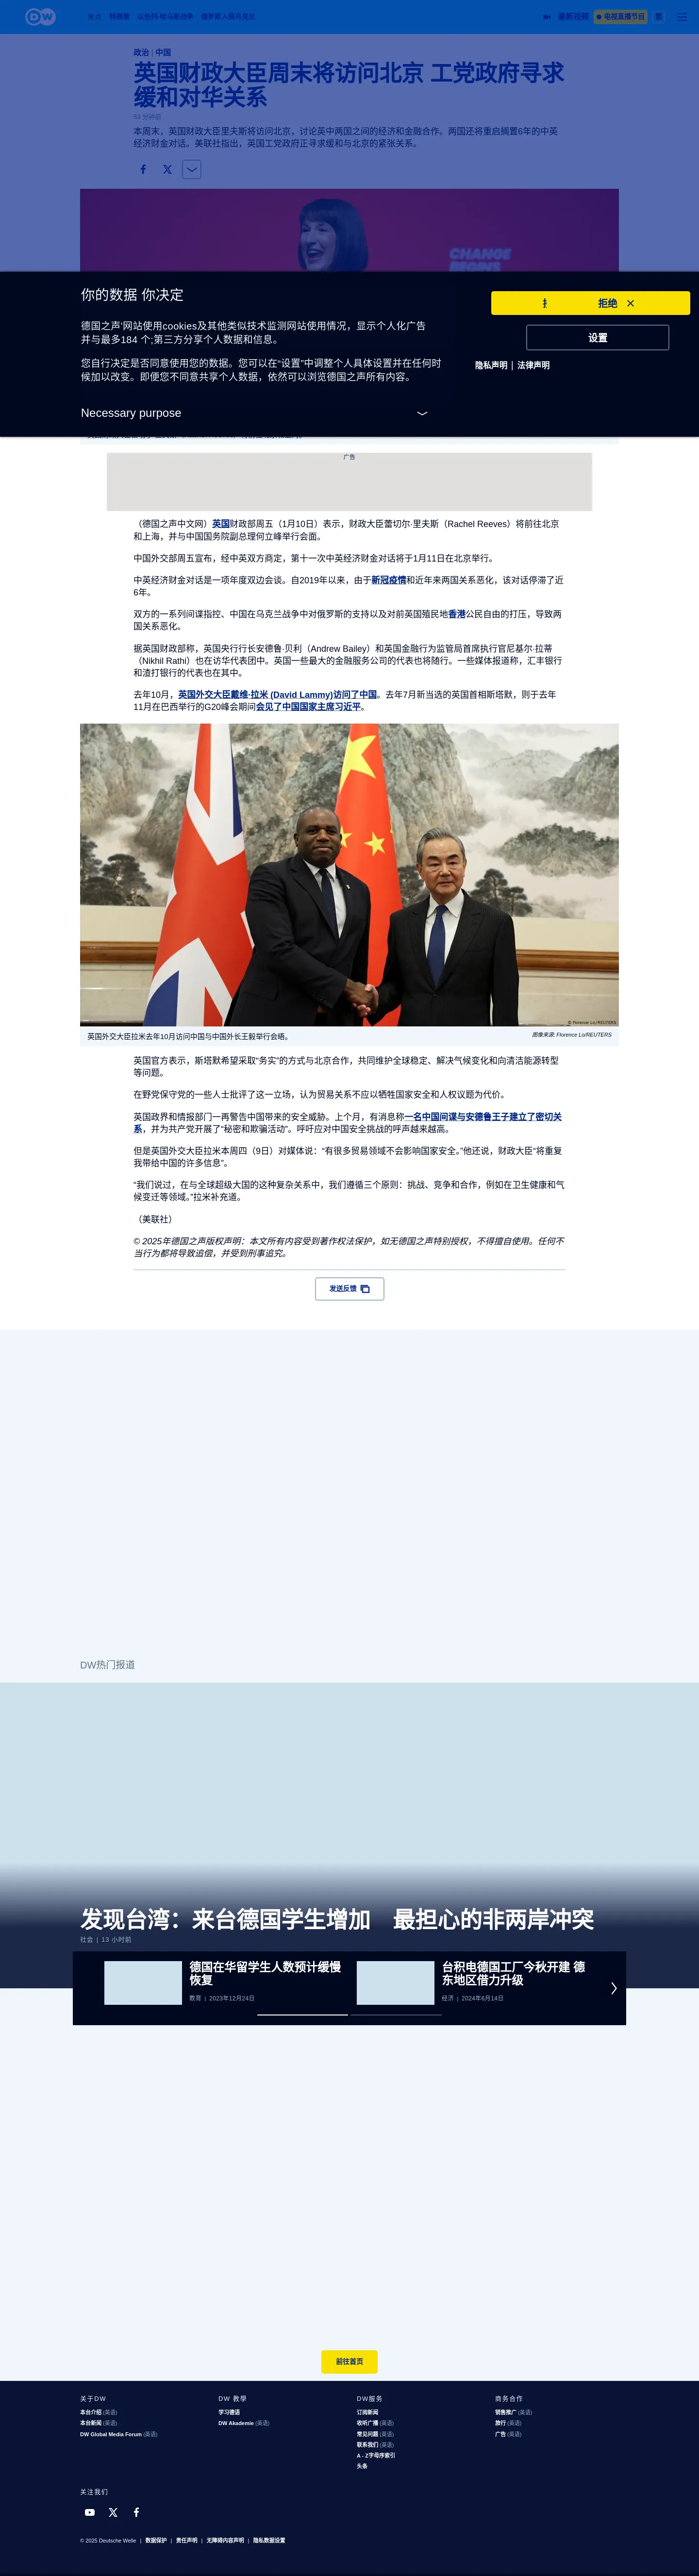 DW
焦点
特朗普
以色列-哈马斯战争
俄罗斯入侵乌克兰
最新视频
电视直播节目
政治 | 中国
英国财政大臣周末将访问北京 工党政府寻求
缓和对华关系
53 分钟前
本周末，英国财政大臣里夫斯将访问北京，讨论英中两国之间的经济和金融合作。两国还将重启搁置6年的中英
经济财金对话。美联社指出，英国工党政府正寻求缓和与北京的紧张关系。
CHANGE
BEGINS
你的数据 你决定
德国之声'网站使用cookies及其他类似技术监测网站使用情况，显示个人化广告
并与最多184 个;第三方分享个人数据和信息。
您自行决定是否同意使用您的数据。您可以在“设置”中调整个人具体设置并在任何时
候加以改变。即便您不同意共享个人数据，依然可以浏览德国之声所有内容。
Necessary purpose
拒绝
设置
隐私声明 | 法律声明
广告
（德国之声中文网）英国财政部周五（1月10日）表示，财政大臣蕾切尔·里夫斯（Rachel Reeves）将前往北京
和上海，并与中国国务院副总理何立峰举行会面。
中国外交部周五宣布，经中英双方商定，第十一次中英经济财金对话将于1月11日在北京举行。
中英经济财金对话是一项年度双边会谈。自2019年以来，由于新冠疫情和近年来两国关系恶化，该对话停滞了近
6年。
双方的一系列间谍指控、中国在乌克兰战争中对俄罗斯的支持以及对前英国殖民地香港公民自由的打压，导致两
国关系恶化。
据英国财政部称，英国央行行长安德鲁·贝利（Andrew Bailey）和英国金融行为监管局首席执行官尼基尔·拉蒂
（Nikhil Rathi）也在访华代表团中。英国一些最大的金融服务公司的代表也将随行。一些媒体报道称，汇丰银行
和渣打银行的代表也在其中。
去年10月，英国外交大臣戴维·拉米 (David Lammy)访问了中国。去年7月新当选的英国首相斯塔默，则于去年
11月在巴西举行的G20峰会期间会见了中国国家主席习近平。
© Florence Lo/REUTERS
英国外交大臣拉米去年10月访问中国与中国外长王毅举行会晤。
图像来源: Florence Lo/REUTERS
英国官方表示，斯塔默希望采取“务实”的方式与北京合作，共同维护全球稳定、解决气候变化和向清洁能源转型
等问题。
在野党保守党的一些人士批评了这一立场，认为贸易关系不应以牺牲国家安全和人权议题为代价。
英国政界和情报部门一再警告中国带来的安全威胁。上个月，有消息称一名中国间谍与安德鲁王子建立了密切关
系，并为共产党开展了“秘密和欺骗活动”。呼吁应对中国安全挑战的呼声越来越高。
但是英国外交大臣拉米本周四（9日）对媒体说：“有很多贸易领域不会影响国家安全。”他还说，财政大臣“将重复
我带给中国的许多信息”。
“我们说过，在与全球超级大国的这种复杂关系中，我们遵循三个原则：挑战、竞争和合作，例如在卫生健康和气
候变迁等领域。”拉米补充道。
（美联社）
© 2025年德国之声版权声明：本文所有内容受到著作权法保护，如无德国之声特别授权，不得擅自使用。任何不
当行为都将导致追偿，并受到刑事追究。
发送反馈
DW热门报道
发现台湾：来台德国学生增加　最担心的非两岸冲突
社会 | 13 小时前
德国在华留学生人数预计缓慢
恢复
教育 | 2023年12月24日
台积电德国工厂今秋开建 德
东地区借力升级
经济 | 2024年6月14日
前往首页
关于DW
本台介绍 (英语)
本台新闻 (英语)
DW Global Media Forum (英语)
DW 教學
学习德语
DW Akademie (英语)
DW服务
订阅新闻
收听广播 (英语)
常见问题 (英语)
联系我们 (英语)
A - Z字母序索引
头条
商务合作
销售推广 (英语)
旅行 (英语)
广告 (英语)
关注我们
© 2025 Deutsche Welle | 数据保护 | 责任声明 | 无障碍内容声明 | 隐私数据设置